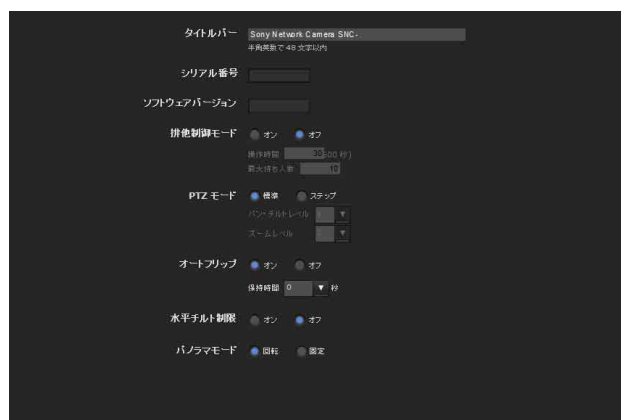 タイトルバー Sony Network Camera SNC-
半角英数で 48 文字以内
シリアル番号
ソフトウェアバージョン
排他制御モード オン オフ
操作時間 30 600 秒)
最大待ち人数 10
PTZ モード 標準 ステップ
パン・チルトレベル
ズームレベル
オートフリップ オン オフ
保持時間 0 ▼ 秒
水平チルト制限 オン オフ
パノラマモード 回転 固定